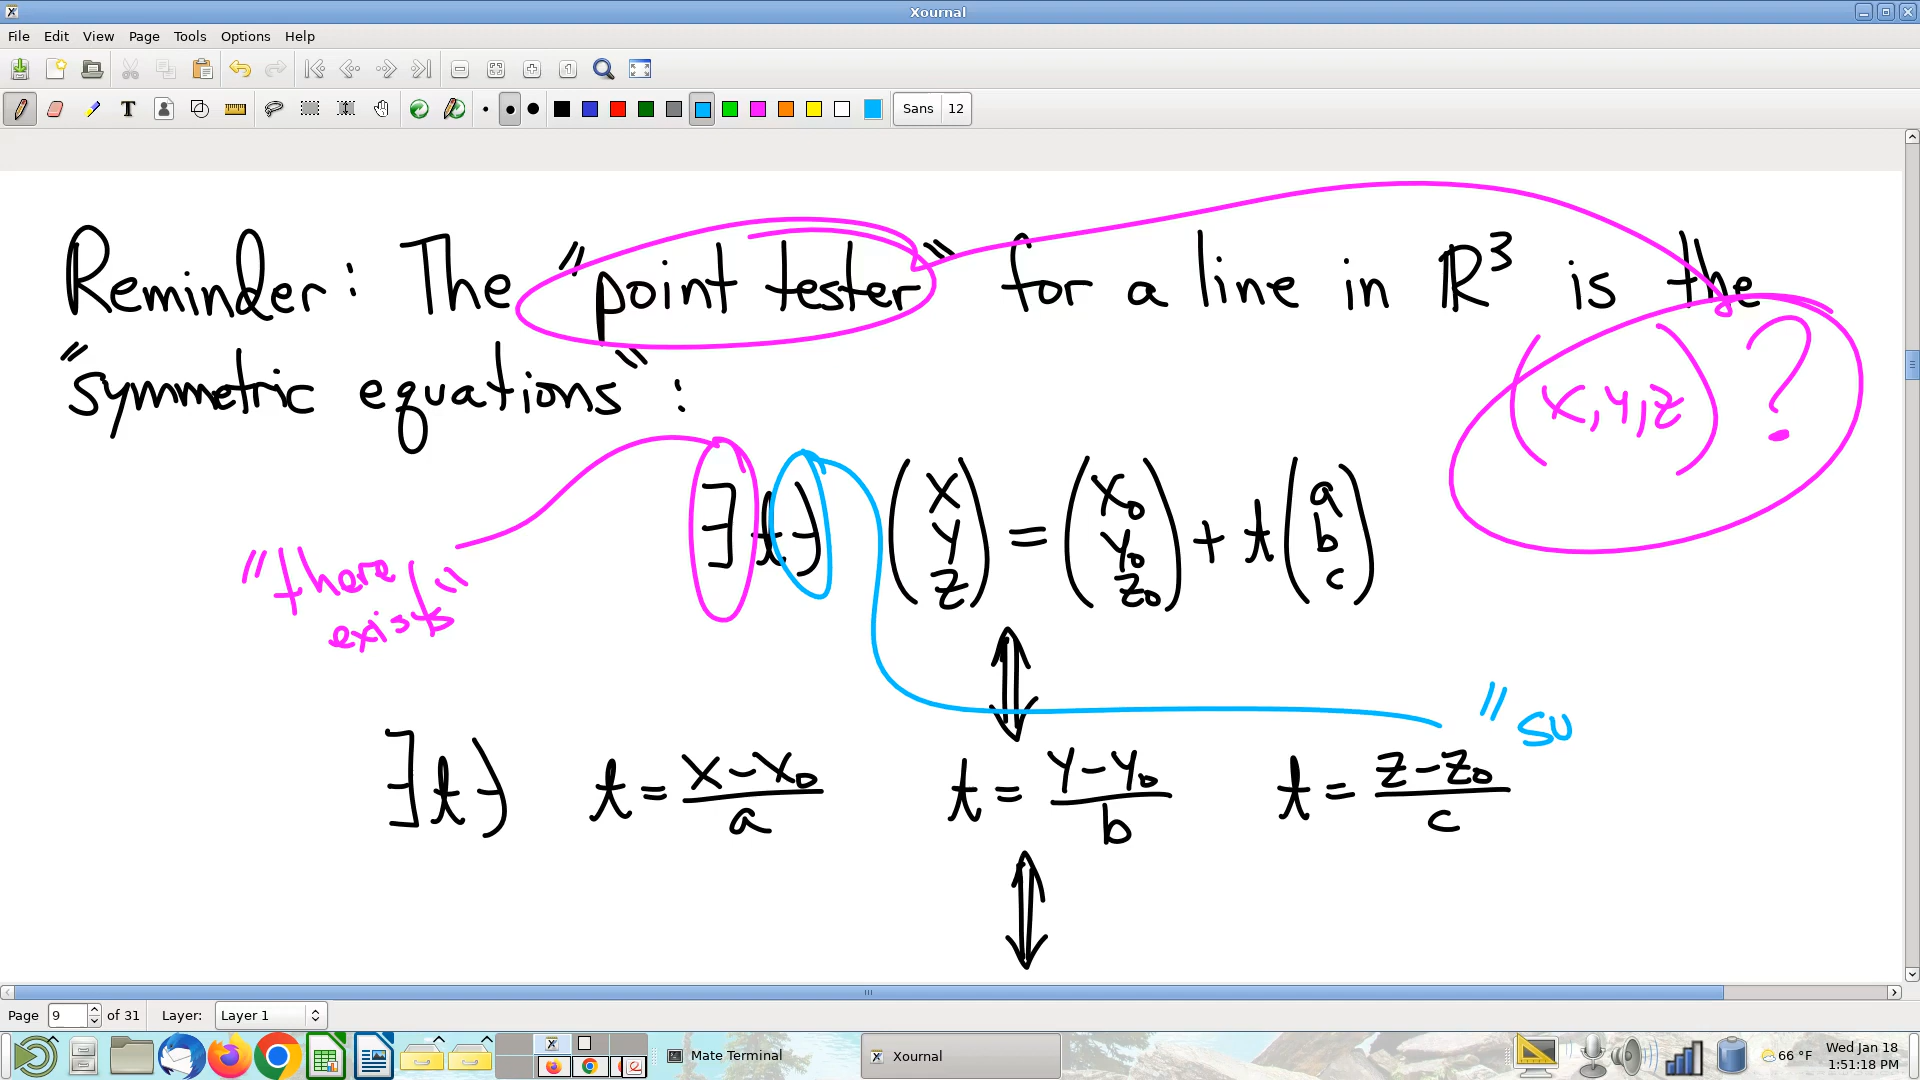 Xournal
File Edit View Page Tools Options Help
Sans 12
Reminder: The "point tester" for a line in ℝ³ is the
"symmetric equations":
(x, y, z) ?
∃ t ∋ (x y z) = (x₀ y₀ z₀) + t (a b c)
"there
exists"
"su
∃ t ∋ t = (x-x₀)/a t = (y-y₀)/b t = (z-z₀)/c
Page 9 of 31 Layer: Layer 1
Mate Terminal Xournal 66 °F Wed Jan 18
1:51:18 PM